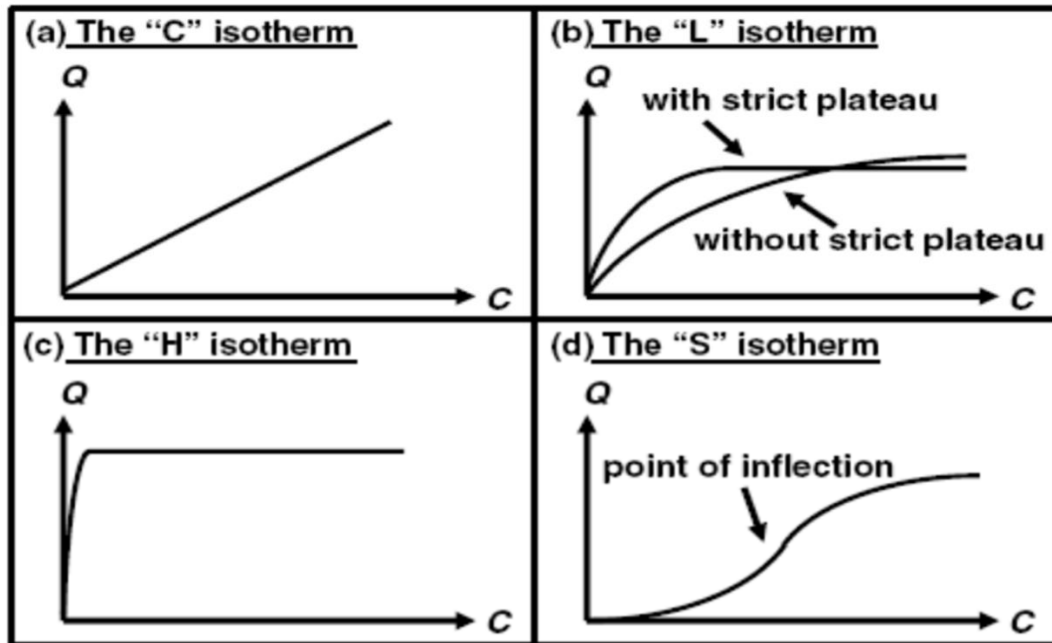 (a) The “C” isotherm
Q
C
(b) The “L” isotherm
Q
with strict plateau
without strict plateau
C
(c) The “H” isotherm
Q
C
(d) The “S” isotherm
Q
point of inflection
C